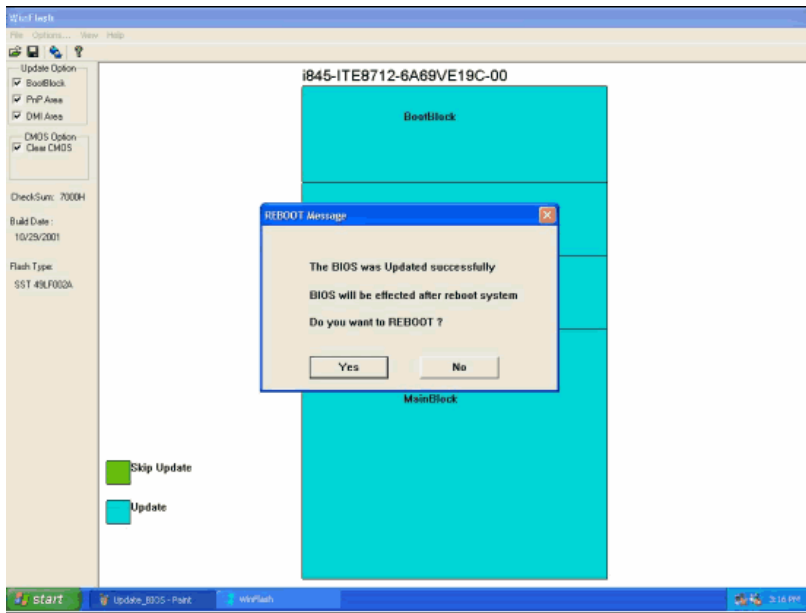 WinFlash
File Options... View Help
Update Option
BootBlock
PnP Area
DMI Area
CMOS Option
Clear CMOS
CheckSum: 7000H
Build Date :
10/29/2001
Flash Type:
SST 49LF002A
i845-ITE8712-6A69VE19C-00
BootBlock
REBOOT Message
The BIOS was Updated successfully
BIOS will be effected after reboot system
Do you want to REBOOT ?
Yes No
MainBlock
Skip Update
Update
start Update_BIOS - Paint WinFlash 3:16 PM